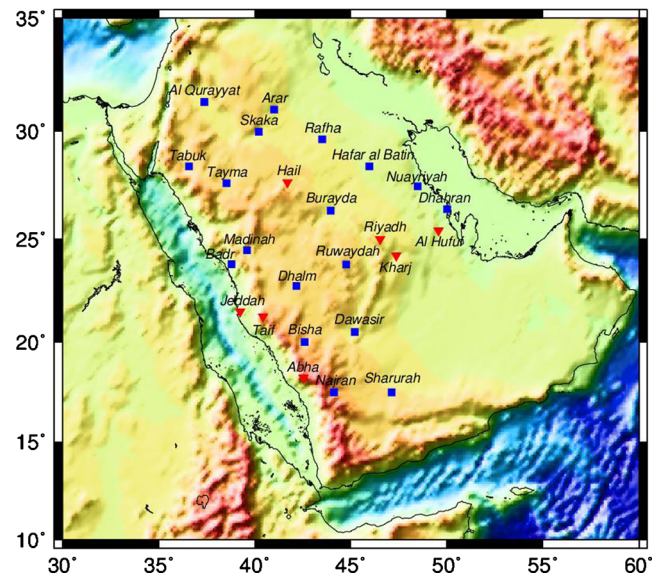 35°
Al Qurayyat
Arar
Skaka
30°
Rafha
Tabuk
Hafar al Batin
Tayma
Hail
Nuayriyah
Burayda
Dhahran
Riyadh
25°
Madinah
Al Hufuf
Badr
Ruwaydah
Kharj
Dhalm
Jeddah
20°
Taif
Bisha
Dawasir
Abha
Najran
Sharurah
15°
10°
30° 35° 40° 45° 50° 55° 60°